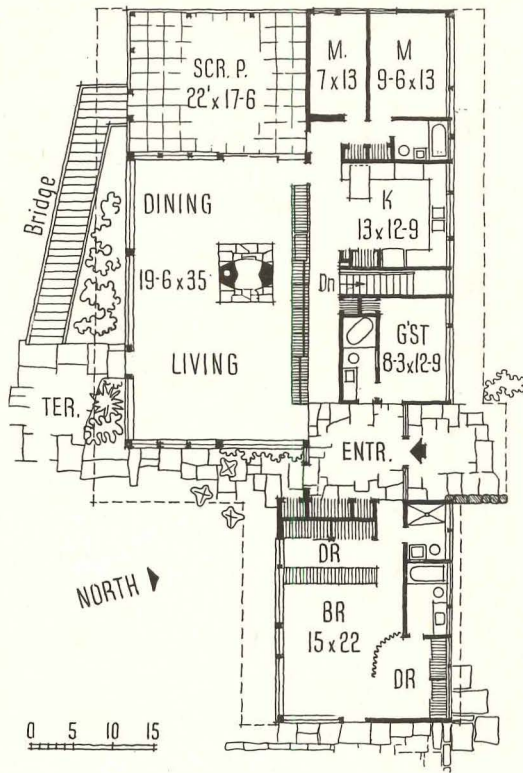 SCR. P.
22' x 17-6
M.
7 x 13
M
9-6 x 13
Bridge
DINING
K
13 x 12-9
19-6 x 35'
Dn
LIVING
G'ST
8-3 x 12-9
TER.
ENTR.
DR
NORTH
BR
15 x 22
DR
0 5 10 15